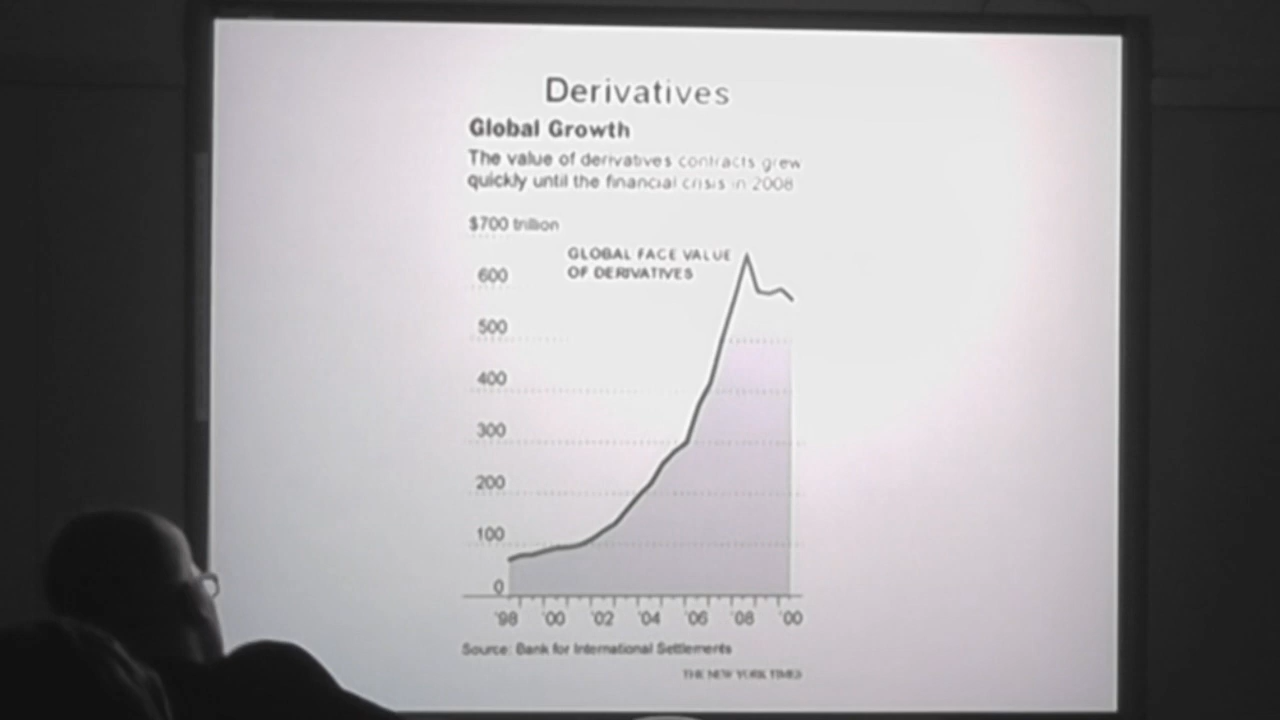 Derivatives
Global Growth
The value of derivatives contracts grew
quickly until the financial crisis in 2008
$700 trillion
GLOBAL FACE VALUE
OF DERIVATIVES
600
500
400
300
200
100
0
'98 '00 '02 '04 '06 '08 '00
Source: Bank for International Settlements
THE NEW YORK TIMES